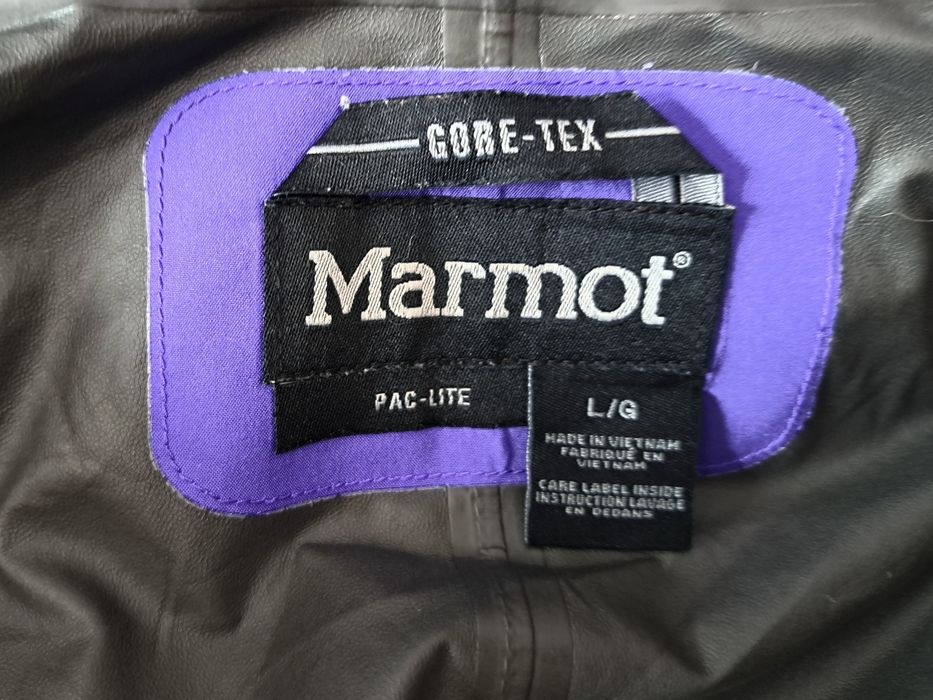 GORE-TEX
Marmot®
PAC-LITE
L/G
MADE IN VIETNAM
FABRIQUÉ EN
VIETNAM
CARE LABEL INSIDE
INSTRUCTION LAVAGE
EN DEDANS